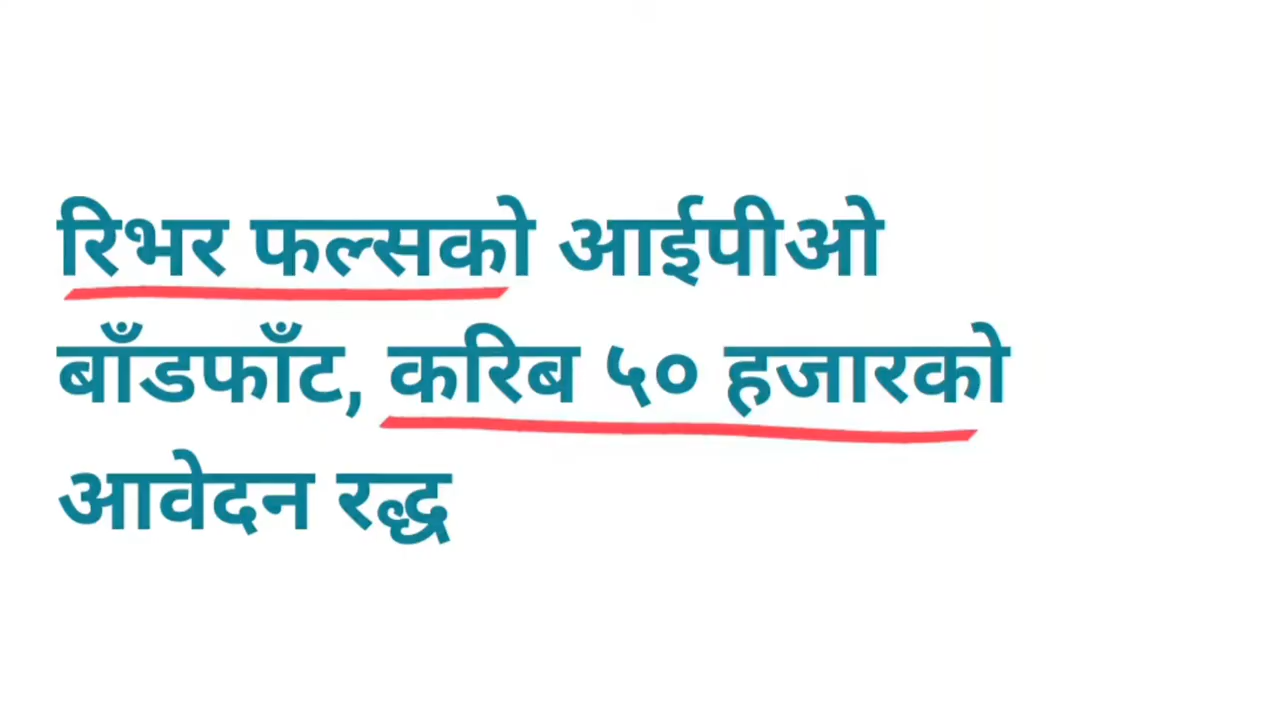 रिभर फल्सको आईपीओ
बाँडफाँट, करिब ५० हजारको
आवेदन रद्ध